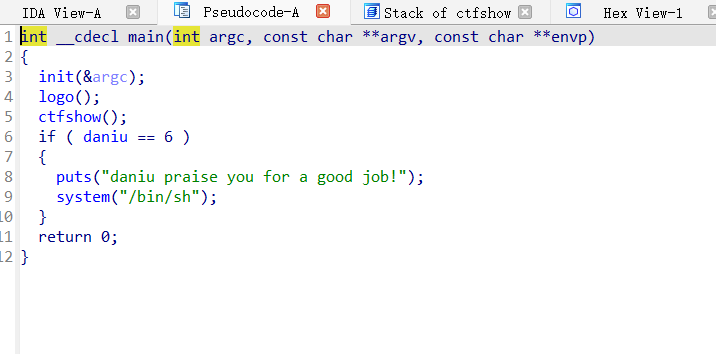 IDA View-A Pseudocode-A Stack of ctfshow Hex View-1
1 int __cdecl main(int argc, const char **argv, const char **envp)
2 {
3   init(&argc);
4   logo();
5   ctfshow();
6   if ( daniu == 6 )
7   {
8     puts("daniu praise you for a good job!");
9     system("/bin/sh");
10   }
11   return 0;
12 }